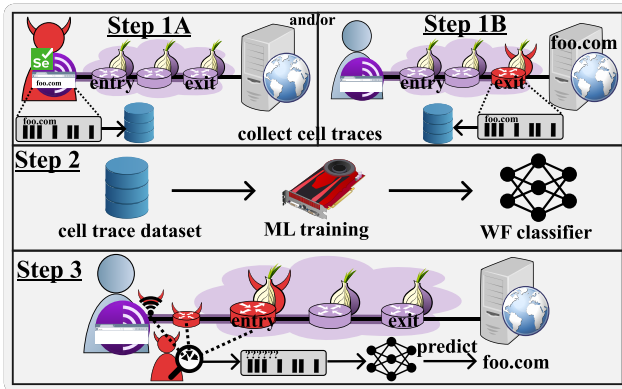 Step 1A
and/or
Step 1B
Se
foo.com
entry
exit
foo.com
entry
exit
foo.com
foo.com
foo.com
collect cell traces
Step 2
cell trace dataset
ML training
WF classifier
Step 3
entry
exit
???????
predict
foo.com